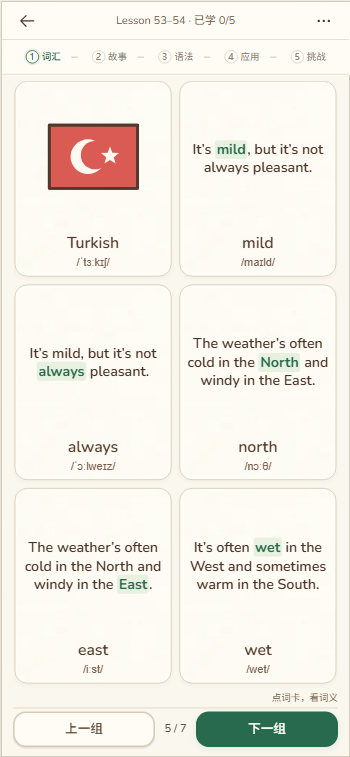 Lesson 53–54 · 已学 0/5
1 词汇 – 2 故事 – 3 语法 – 4 应用 – 5 挑战
Turkish
/ˈtɜːkɪʃ/
It's mild, but it's not
always pleasant.
mild
/maɪld/
It's mild, but it's not
always pleasant.
always
/ˈɔːlweɪz/
The weather's often
cold in the North and
windy in the East.
north
/nɔːθ/
The weather's often
cold in the North and
windy in the East.
east
/iːst/
It's often wet in the
West and sometimes
warm in the South.
wet
/wet/
点词卡，看词义
上一组
5 / 7
下一组